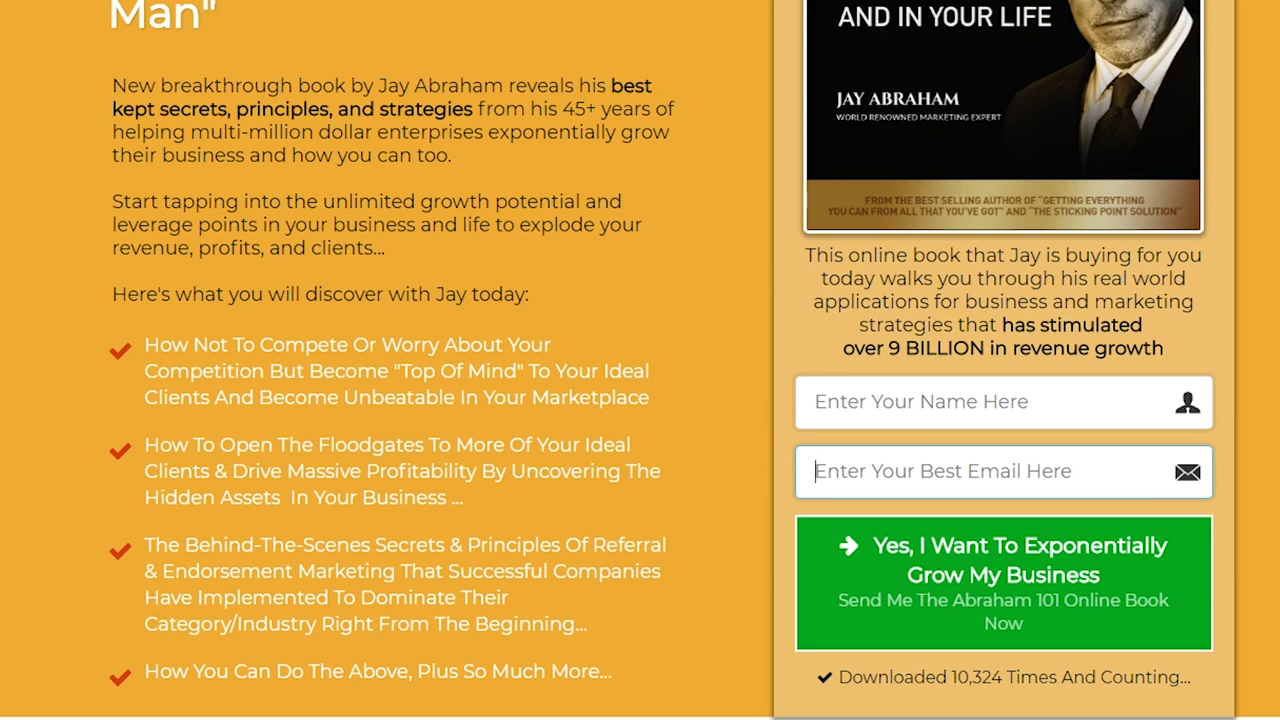 Man"
New breakthrough book by Jay Abraham reveals his best
kept secrets, principles, and strategies from his 45+ years of
helping multi-million dollar enterprises exponentially grow
their business and how you can too.
Start tapping into the unlimited growth potential and
leverage points in your business and life to explode your
revenue, profits, and clients...
Here's what you will discover with Jay today:
How Not To Compete Or Worry About Your
Competition But Become "Top Of Mind" To Your Ideal
Clients And Become Unbeatable In Your Marketplace
How To Open The Floodgates To More Of Your Ideal
Clients & Drive Massive Profitability By Uncovering The
Hidden Assets In Your Business ...
The Behind-The-Scenes Secrets & Principles Of Referral
& Endorsement Marketing That Successful Companies
Have Implemented To Dominate Their
Category/Industry Right From The Beginning...
How You Can Do The Above, Plus So Much More...
AND IN YOUR LIFE
JAY ABRAHAM
WORLD RENOWNED MARKETING EXPERT
FROM THE BEST SELLING AUTHOR OF "GETTING EVERYTHING
YOU CAN FROM ALL THAT YOU'VE GOT" AND "THE STICKING POINT SOLUTION"
This online book that Jay is buying for you
today walks you through his real world
applications for business and marketing
strategies that has stimulated
over 9 BILLION in revenue growth
Enter Your Name Here
Enter Your Best Email Here
Yes, I Want To Exponentially
Grow My Business
Send Me The Abraham 101 Online Book
Now
Downloaded 10,324 Times And Counting...